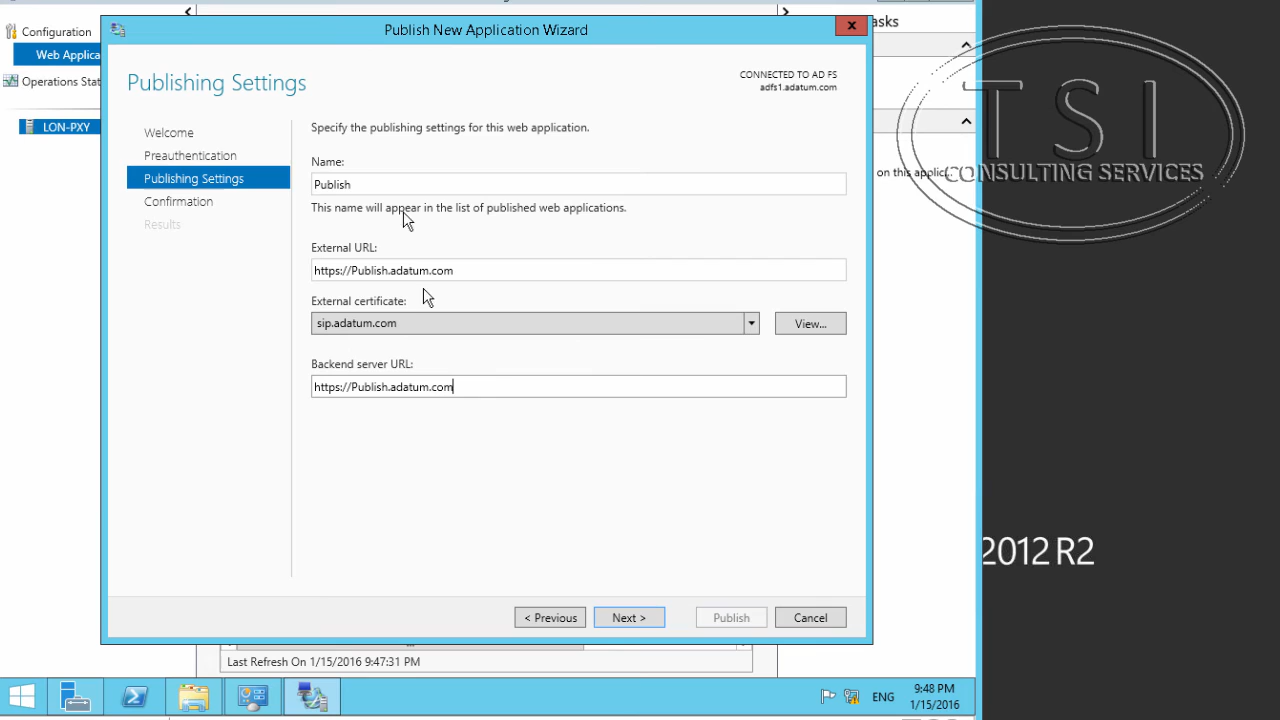 Publish New Application Wizard
asks
Configuration
Web Applica
Operations Stat
LON-PXY
Publishing Settings
CONNECTED TO AD FS
adfs1.adatum.com
Welcome
Preauthentication
Publishing Settings
Confirmation
Results
Specify the publishing settings for this web application.
Name:
Publish
This name will appear in the list of published web applications.
External URL:
https://Publish.adatum.com
External certificate:
sip.adatum.com
View...
Backend server URL:
https://Publish.adatum.com
on this applic...
TSI
CONSULTING SERVICES
2012 R2
< Previous
Next >
Publish
Cancel
Last Refresh On 1/15/2016 9:47:31 PM
ENG
9:48 PM
1/15/2016